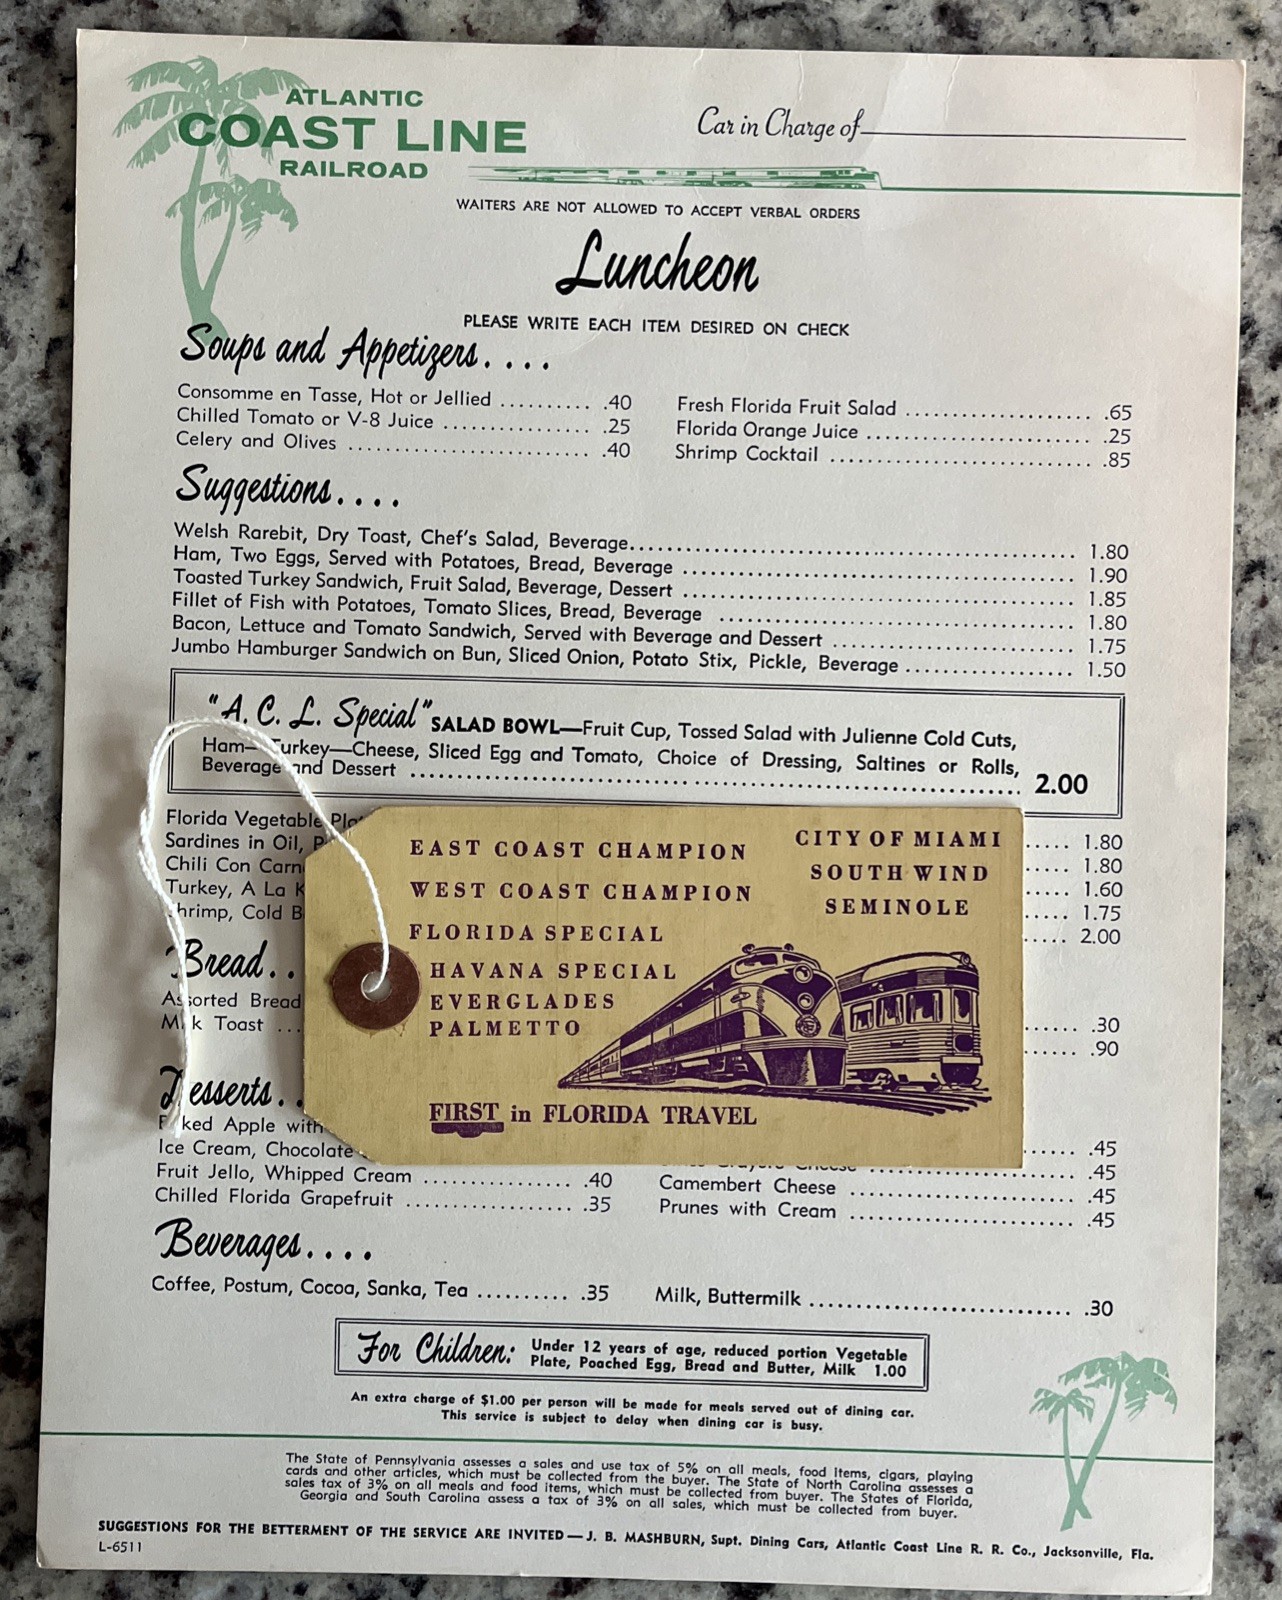 ATLANTIC
COAST LINE
RAILROAD
Car in Charge of
WAITERS ARE NOT ALLOWED TO ACCEPT VERBAL ORDERS
Luncheon
PLEASE WRITE EACH ITEM DESIRED ON CHECK
Soups and Appetizers....
Consomme en Tasse, Hot or Jellied .......... .40
Chilled Tomato or V-8 Juice ................ .25
Celery and Olives ......................... .40
Fresh Florida Fruit Salad ................... .65
Florida Orange Juice ....................... .25
Shrimp Cocktail ........................... .85
Suggestions....
Welsh Rarebit, Dry Toast, Chef's Salad, Beverage.............................................. 1.80
Ham, Two Eggs, Served with Potatoes, Bread, Beverage ........................................ 1.90
Toasted Turkey Sandwich, Fruit Salad, Beverage, Dessert ....................................... 1.85
Fillet of Fish with Potatoes, Tomato Slices, Bread, Beverage .................................... 1.80
Bacon, Lettuce and Tomato Sandwich, Served with Beverage and Dessert ........................ 1.75
Jumbo Hamburger Sandwich on Bun, Sliced Onion, Potato Stix, Pickle, Beverage ................. 1.50
"A. C. L. Special" SALAD BOWL—Fruit Cup, Tossed Salad with Julienne Cold Cuts,
Ham—Turkey—Cheese, Sliced Egg and Tomato, Choice of Dressing, Saltines or Rolls,
Beverage and Dessert ............................................................... 2.00
Florida Vegetable ..... 1.80
Sardines in Oil, ..... 1.80
Chili Con ..... 1.60
Turkey, A La ..... 1.75
Shrimp, Cold ..... 2.00
Bread..
Assorted Bread ..... .30
Milk Toast ... ..... .90
Desserts..
Baked Apple with ..... .45
Ice Cream, Chocolate
Cheese ........................ .45
Fruit Jello, Whipped Cream ................. .40
Camembert Cheese ......................... .45
Chilled Florida Grapefruit .................. .35
Prunes with Cream ......................... .45
Beverages....
Coffee, Postum, Cocoa, Sanka, Tea .......... .35
Milk, Buttermilk ............................. .30
For Children: Under 12 years of age, reduced portion Vegetable
Plate, Poached Egg, Bread and Butter, Milk 1.00
An extra charge of $1.00 per person will be made for meals served out of dining car.
This service is subject to delay when dining car is busy.
The State of Pennsylvania assesses a sales and use tax of 5% on all meals, food items, cigars, playing
cards and other articles, which must be collected from the buyer. The State of North Carolina assesses a
sales tax of 3% on all meals and food items, which must be collected from buyer. The States of Florida,
Georgia and South Carolina assess a tax of 3% on all sales, which must be collected from buyer.
SUGGESTIONS FOR THE BETTERMENT OF THE SERVICE ARE INVITED—J. B. MASHBURN, Supt. Dining Cars, Atlantic Coast Line R. R. Co., Jacksonville, Fla.
L-6511
EAST COAST CHAMPION
WEST COAST CHAMPION
FLORIDA SPECIAL
HAVANA SPECIAL
EVERGLADES
PALMETTO
CITY OF MIAMI
SOUTH WIND
SEMINOLE
FIRST in FLORIDA TRAVEL